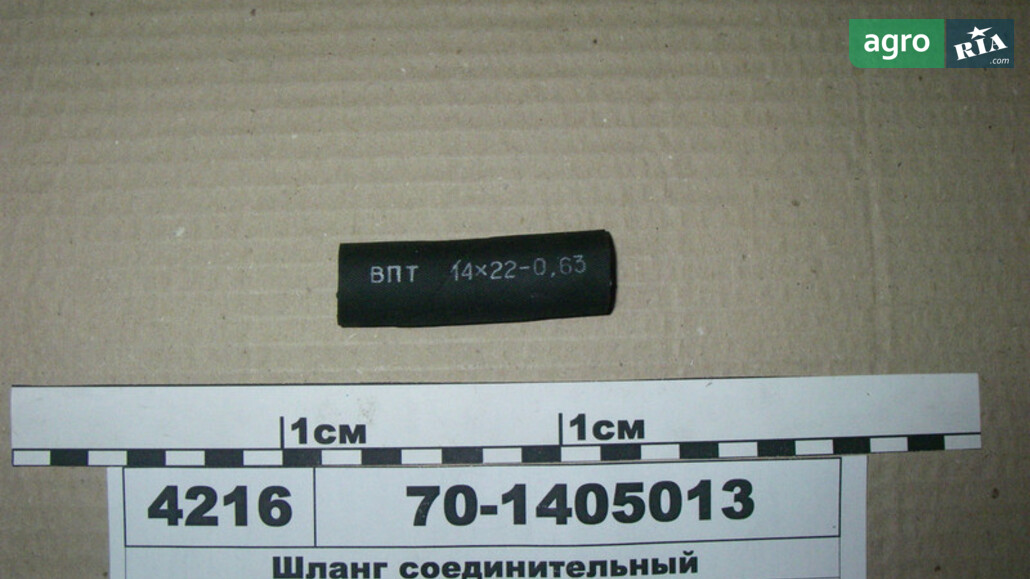 agro RIA
.com
ВПТ 14×22-0,63
1см 1см
4216 70-1405013
Шланг соединительный